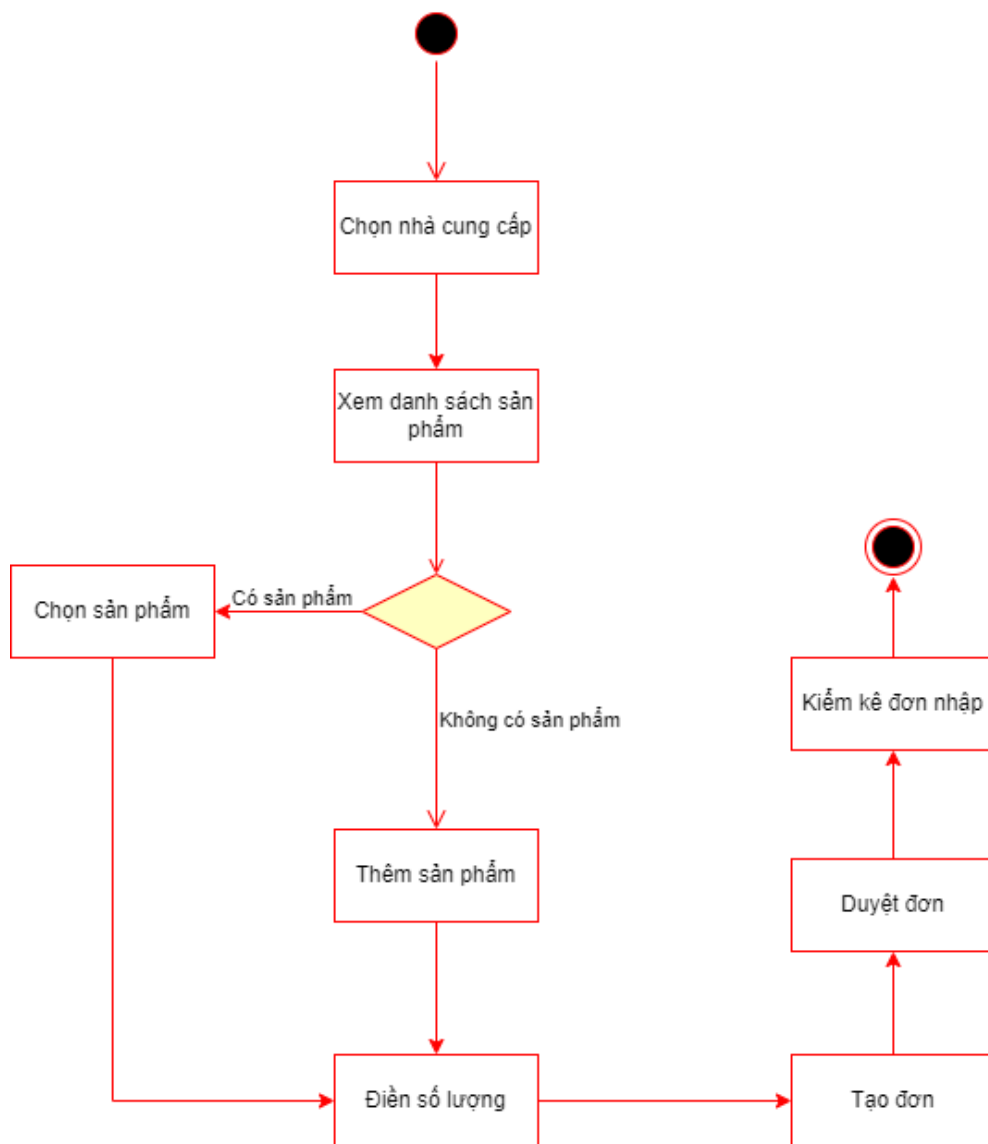 Chọn nhà cung cấp
Xem danh sách sản
phẩm
Có sản phẩm
Chọn sản phẩm
Không có sản phẩm
Thêm sản phẩm
Điền số lượng
Tạo đơn
Duyệt đơn
Kiểm kê đơn nhập